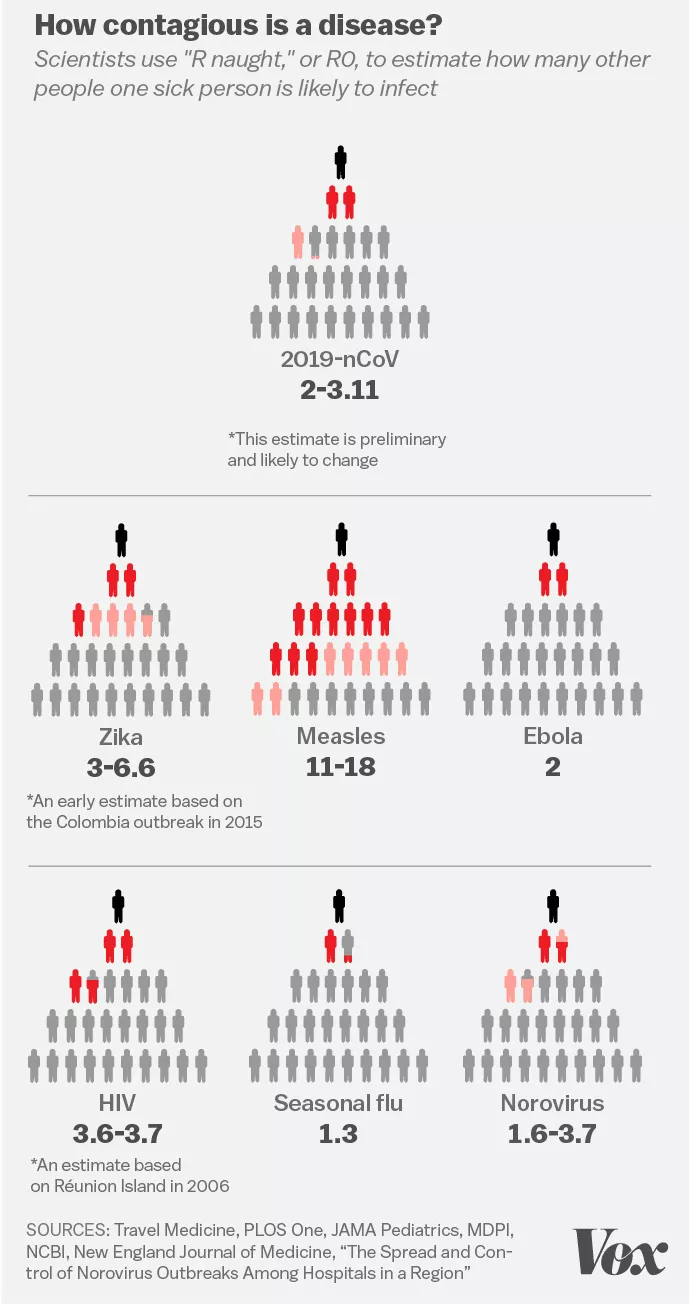 How contagious is a disease?
Scientists use "R naught," or R0, to estimate how many other
people one sick person is likely to infect
2019-nCoV
2-3.11
*This estimate is preliminary
and likely to change
Zika
3-6.6
*An early estimate based on
the Colombia outbreak in 2015
Measles
11-18
Ebola
2
HIV
3.6-3.7
*An estimate based
on Réunion Island in 2006
Seasonal flu
1.3
Norovirus
1.6-3.7
SOURCES: Travel Medicine, PLOS One, JAMA Pediatrics, MDPI,
NCBI, New England Journal of Medicine, “The Spread and Con-
trol of Norovirus Outbreaks Among Hospitals in a Region”
Vox